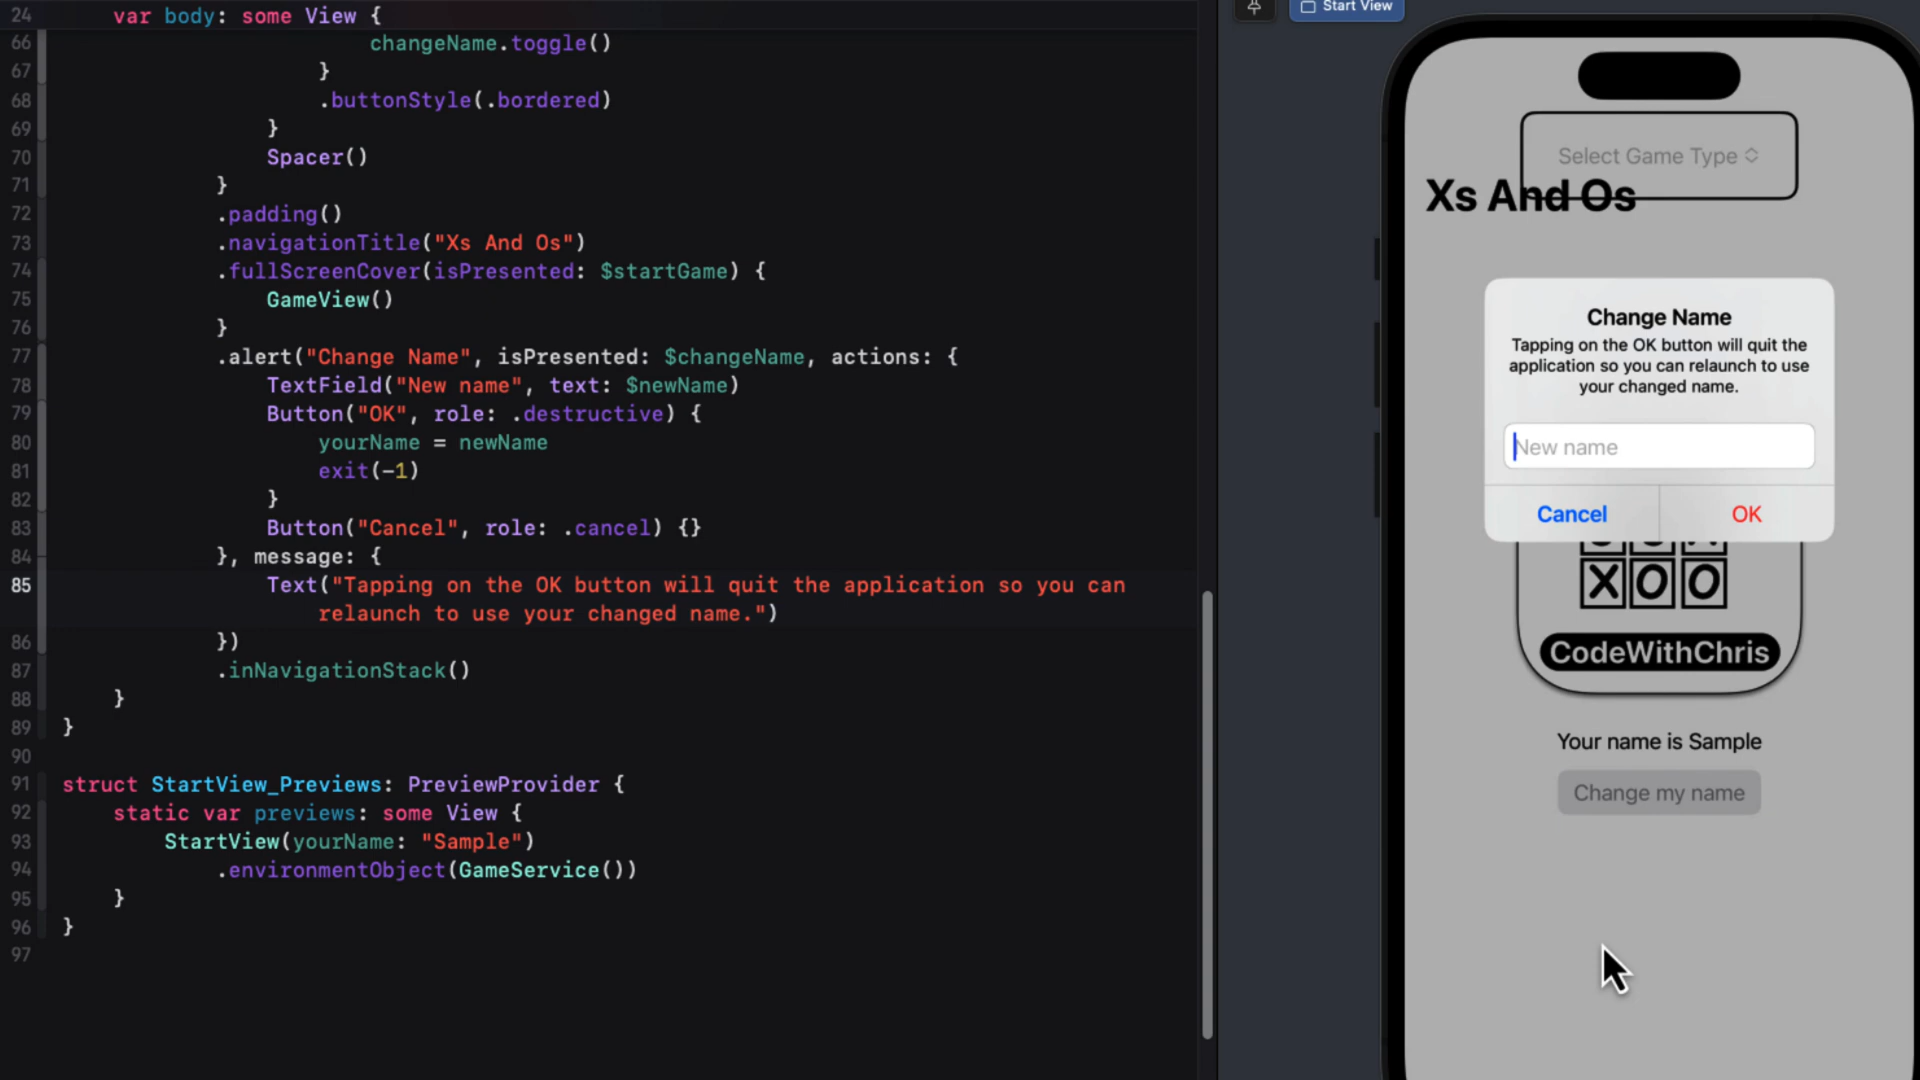 24 var body: some View {
66 changeName.toggle()
67 }
68 .buttonStyle(.bordered)
69 }
70 Spacer()
71 }
72 .padding()
73 .navigationTitle("Xs And Os")
74 .fullScreenCover(isPresented: $startGame) {
75 GameView()
76 }
77 .alert("Change Name", isPresented: $changeName, actions: {
78 TextField("New name", text: $newName)
79 Button("OK", role: .destructive) {
80 yourName = newName
81 exit(-1)
82 }
83 Button("Cancel", role: .cancel) {}
84 }, message: {
85 Text("Tapping on the OK button will quit the application so you can
relaunch to use your changed name.")
86 })
87 .inNavigationStack()
88 }
89 }
90
91 struct StartView_Previews: PreviewProvider {
92 static var previews: some View {
93 StartView(yourName: "Sample")
94 .environmentObject(GameService())
95 }
96 }
97
Start View
Select Game Type
Xs And Os
Change Name
Tapping on the OK button will quit the
application so you can relaunch to use
your changed name.
New name
Cancel OK
XOO
CodeWithChris
Your name is Sample
Change my name